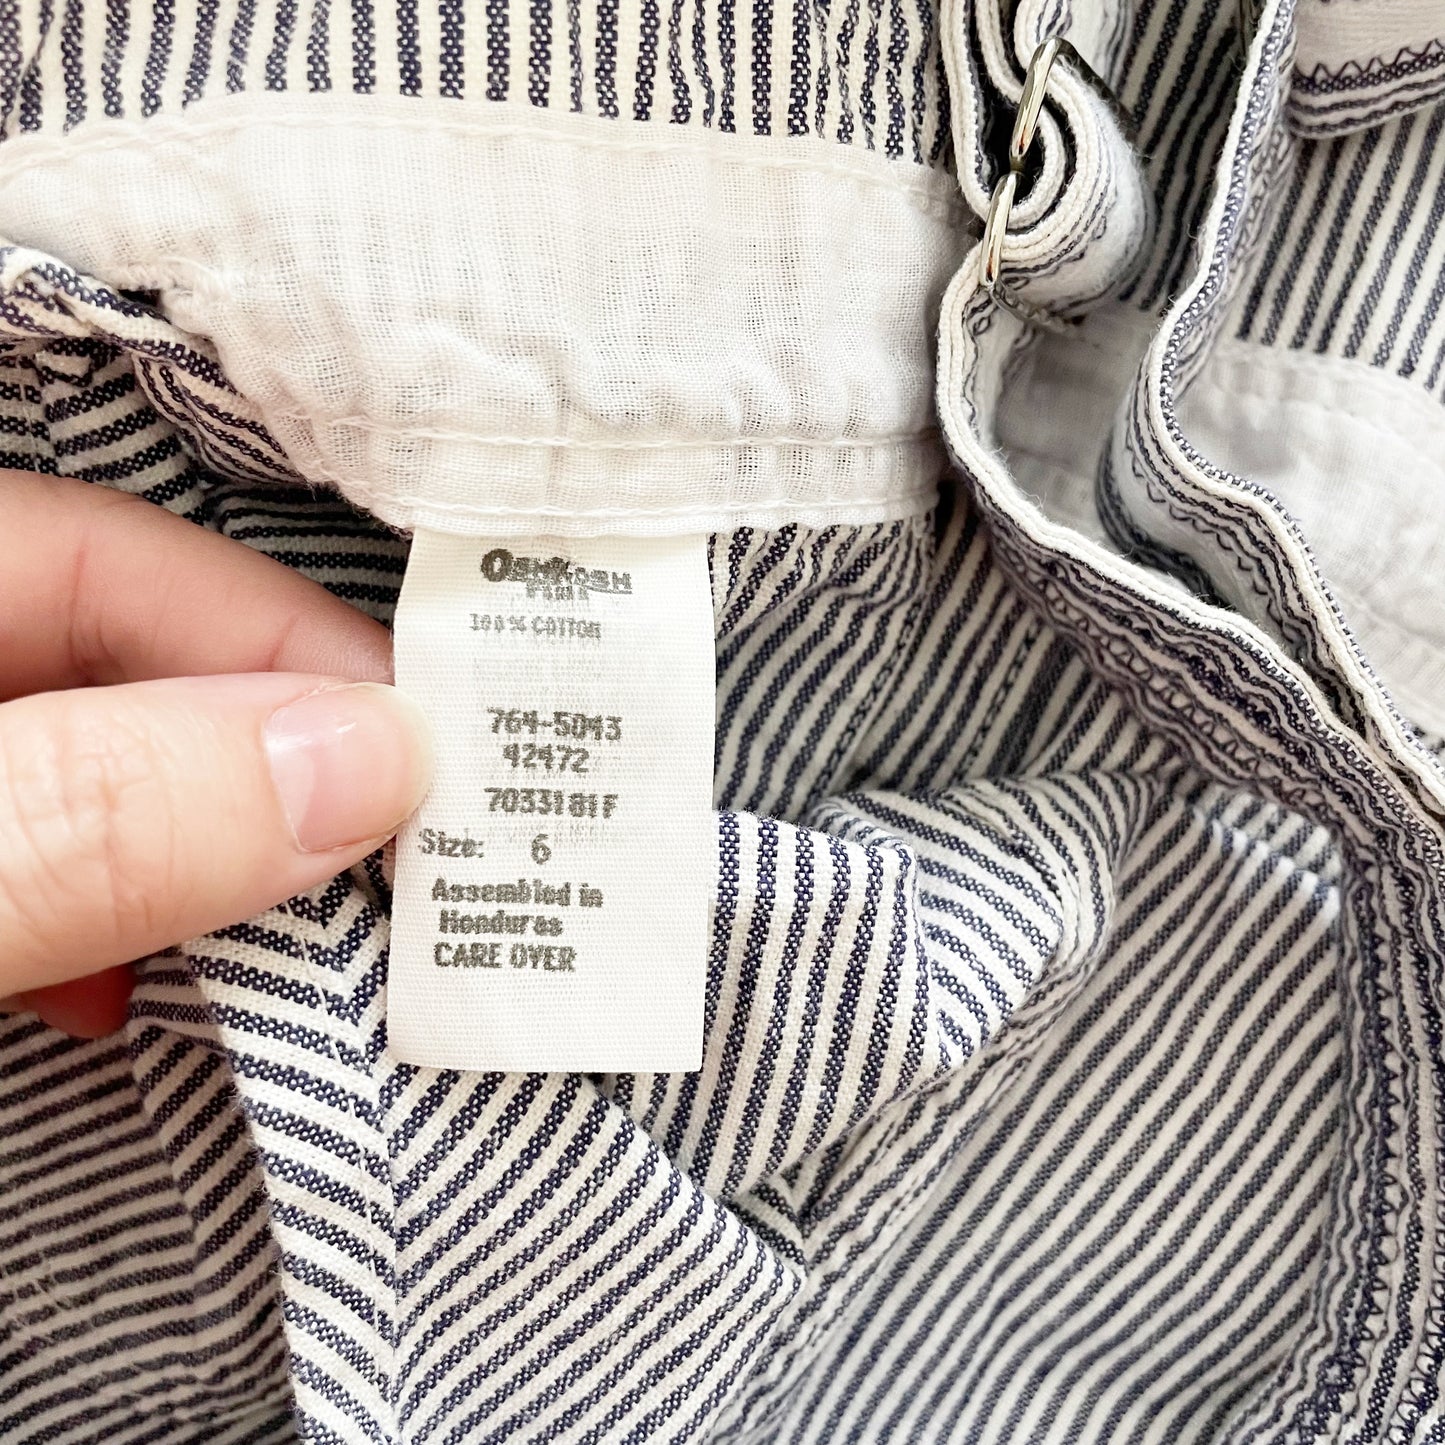 OSHKOSH
100% COTTON
764-5043
42472
7033181F
Size: 6
Assembled in
Honduras
CARE OVER